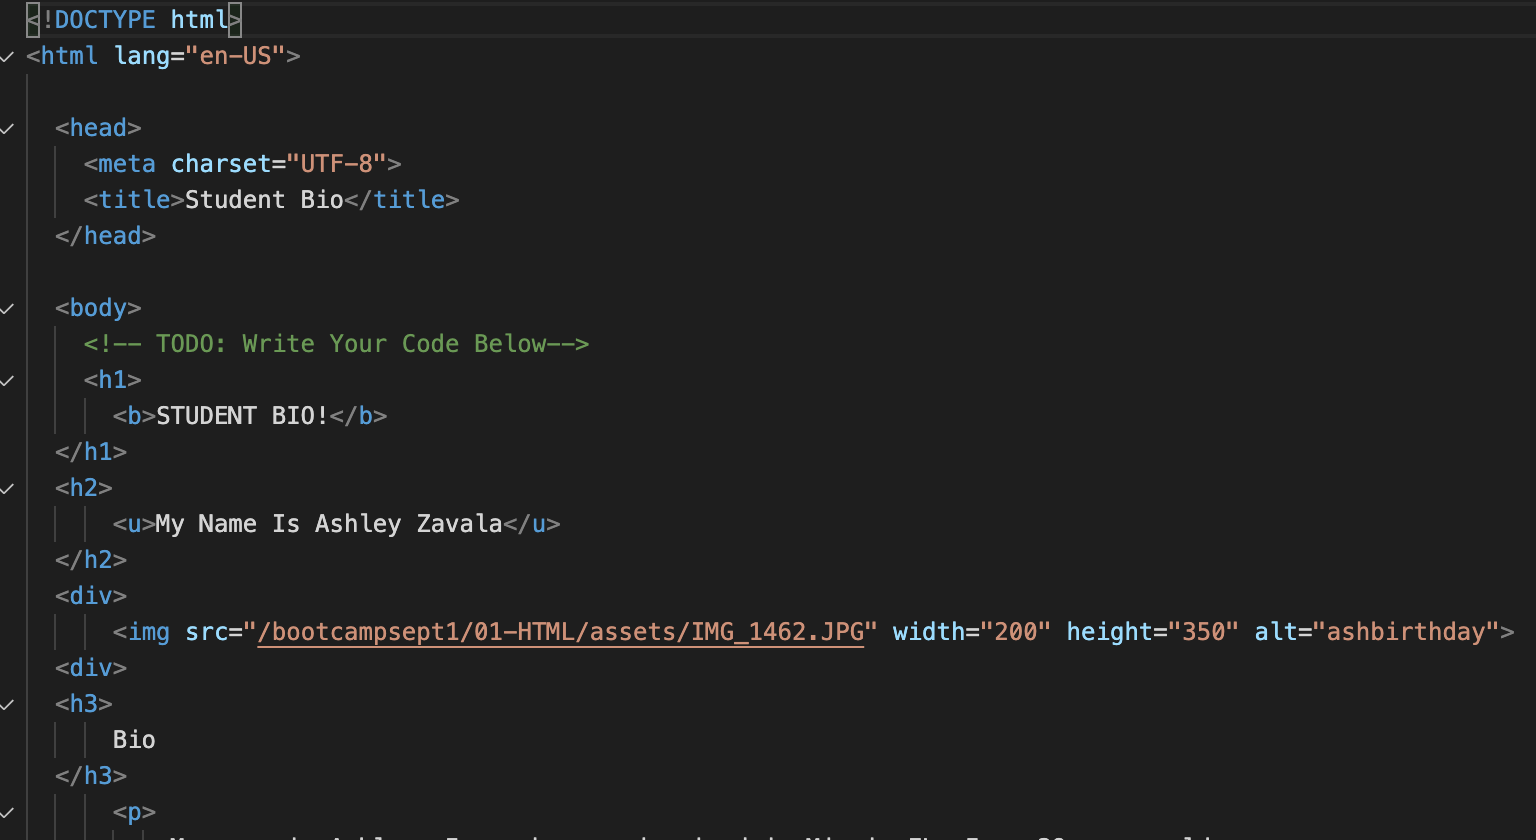 <!DOCTYPE html>
<html lang="en-US">
<head>
<meta charset="UTF-8">
<title>Student Bio</title>
</head>
<body>
<!-- TODO: Write Your Code Below-->
<h1>
<b>STUDENT BIO!</b>
</h1>
<h2>
<u>My Name Is Ashley Zavala</u>
</h2>
<div>
<img src="/bootcampsept1/01-HTML/assets/IMG_1462.JPG" width="200" height="350" alt="ashbirthday">
<div>
<h3>
Bio
</h3>
<p>